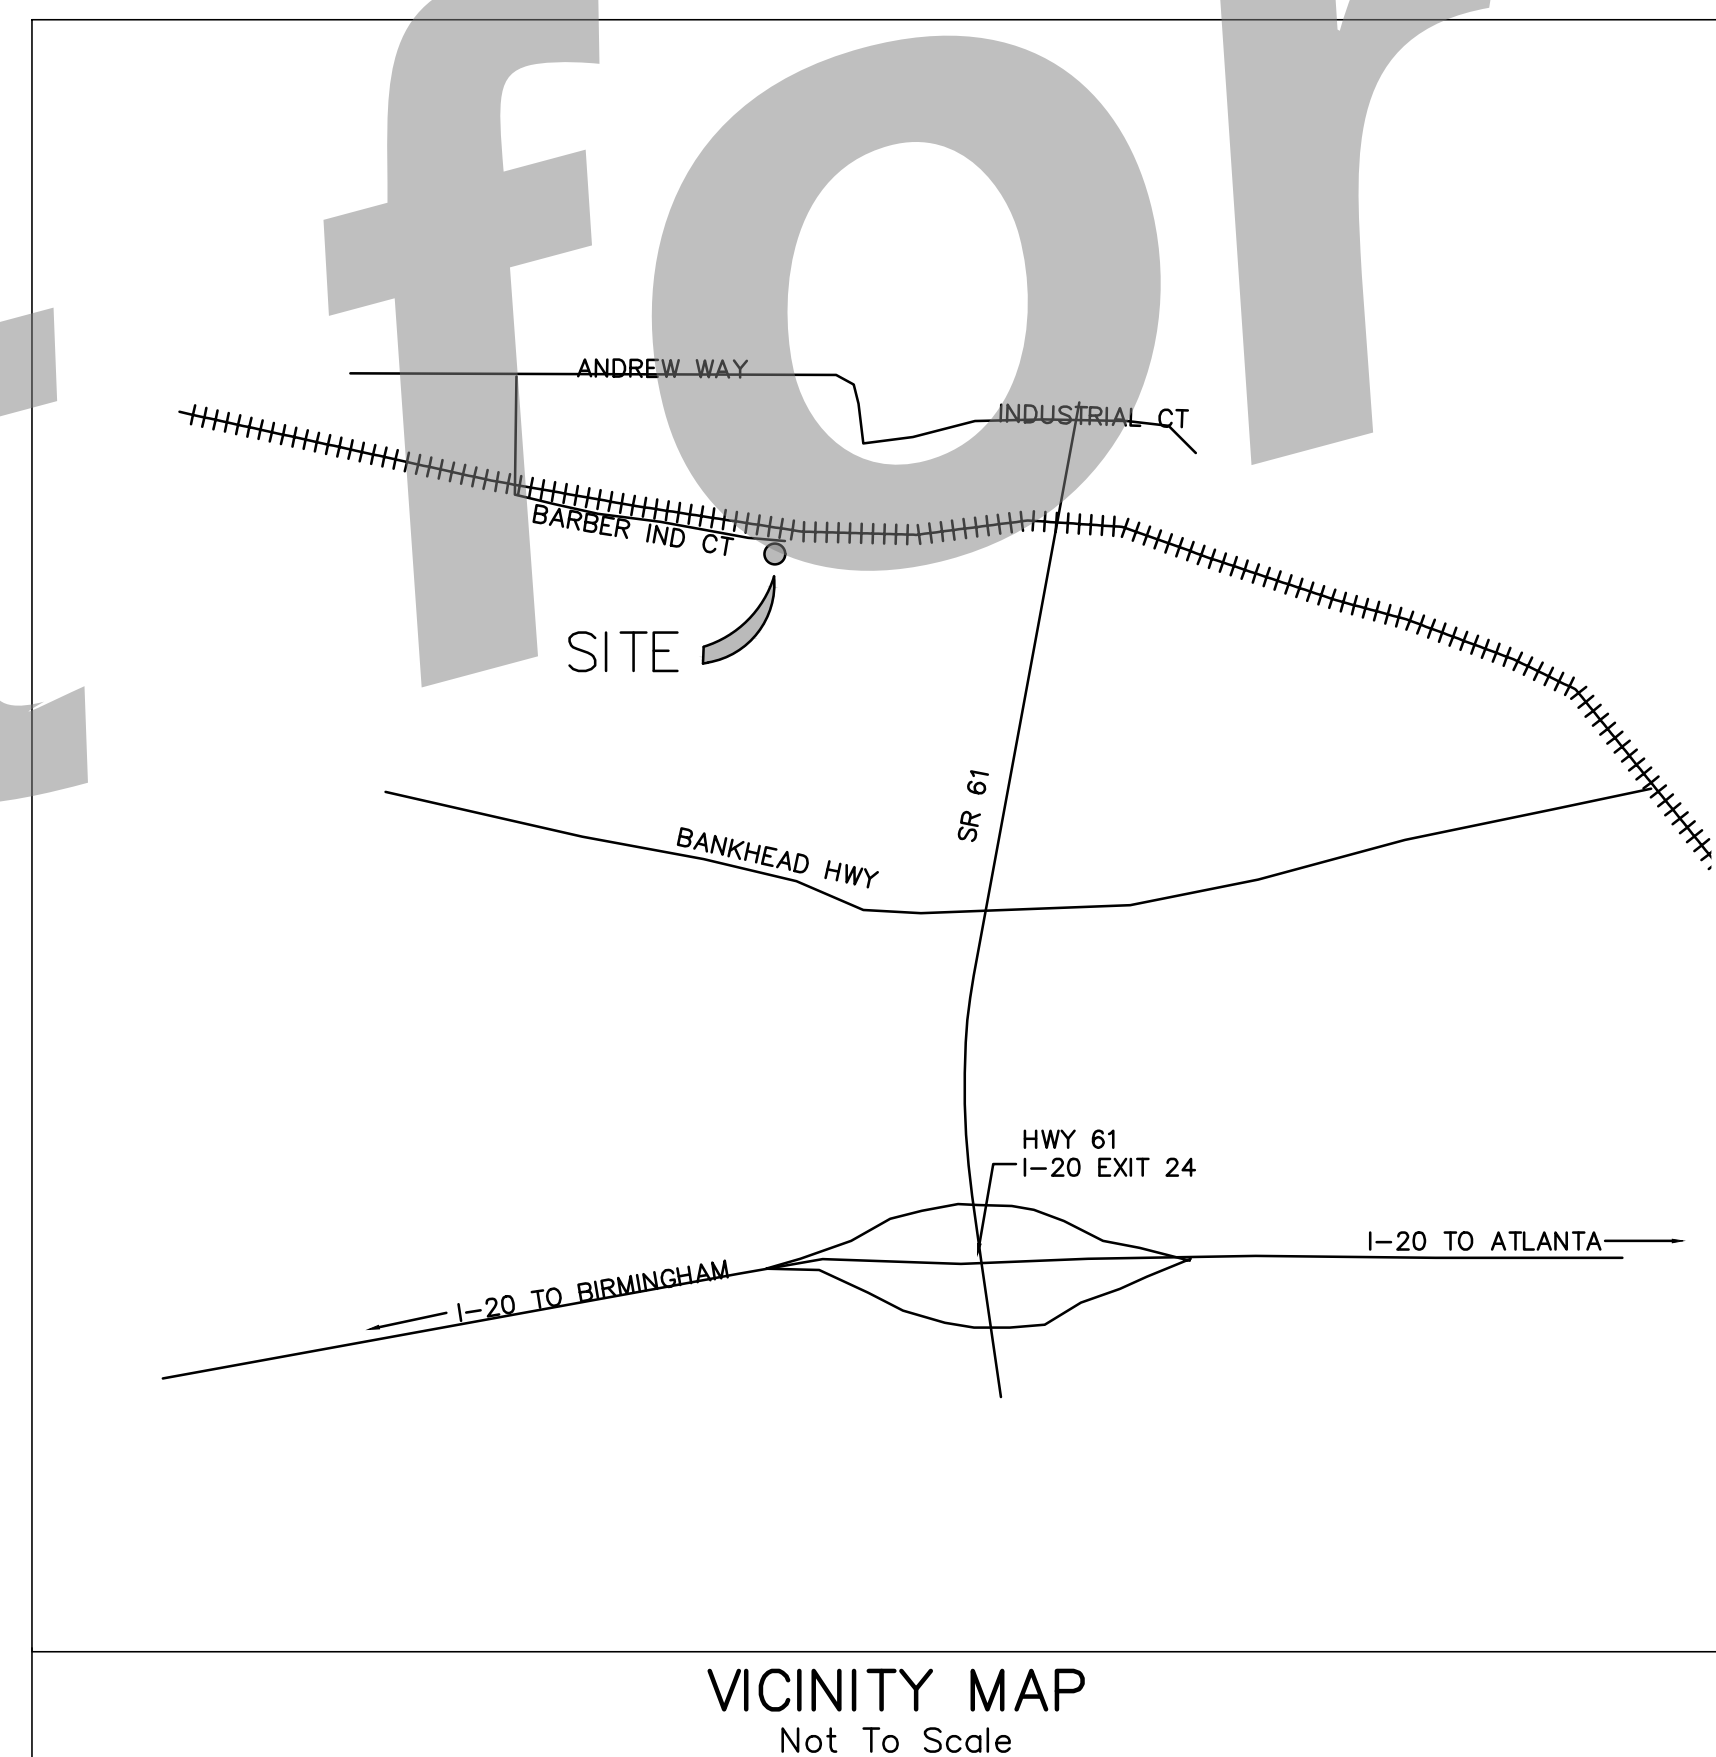 for
ANDREW WAY
INDUSTRIAL CT
BARBER IND CT
SITE
SR 61
BANKHEAD HWY
HWY 61
I-20 EXIT 24
I-20 TO ATLANTA
I-20 TO BIRMINGHAM
VICINITY MAP
Not To Scale